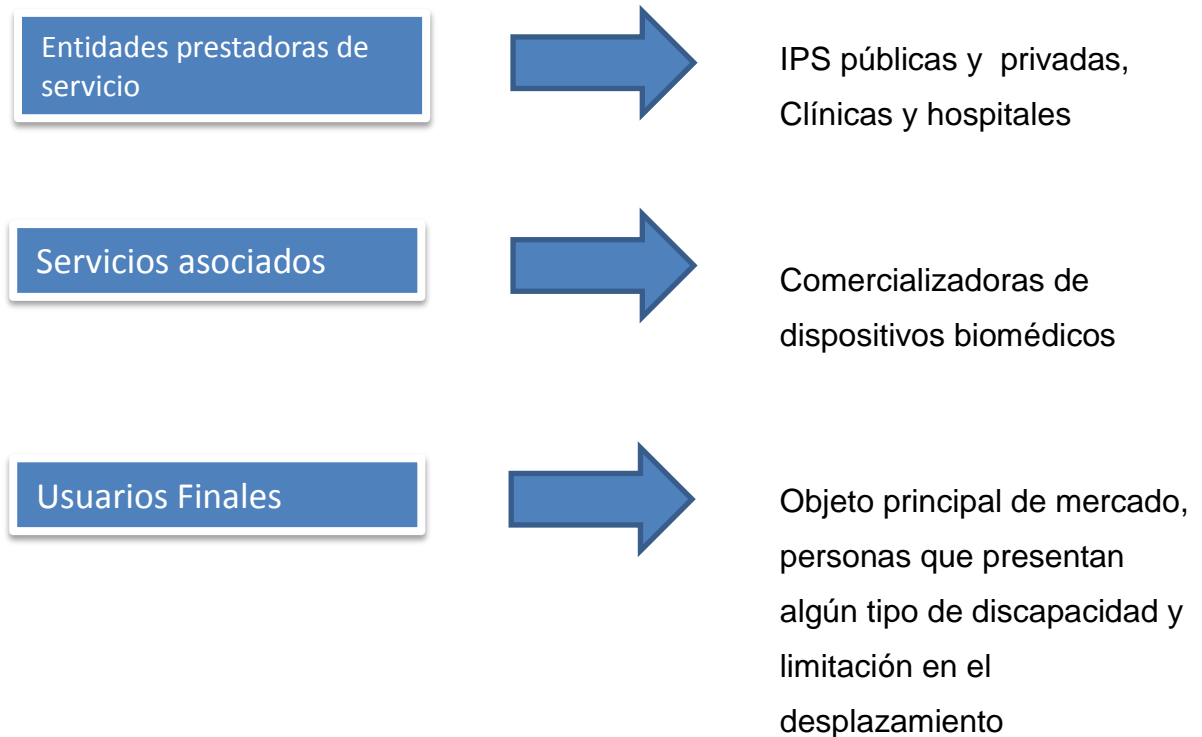 Entidades prestadoras de
servicio
IPS públicas y  privadas,
Clínicas y hospitales
Servicios asociados
Comercializadoras de
dispositivos biomédicos
Usuarios Finales
Objeto principal de mercado,
personas que presentan
algún tipo de discapacidad y
limitación en el
desplazamiento